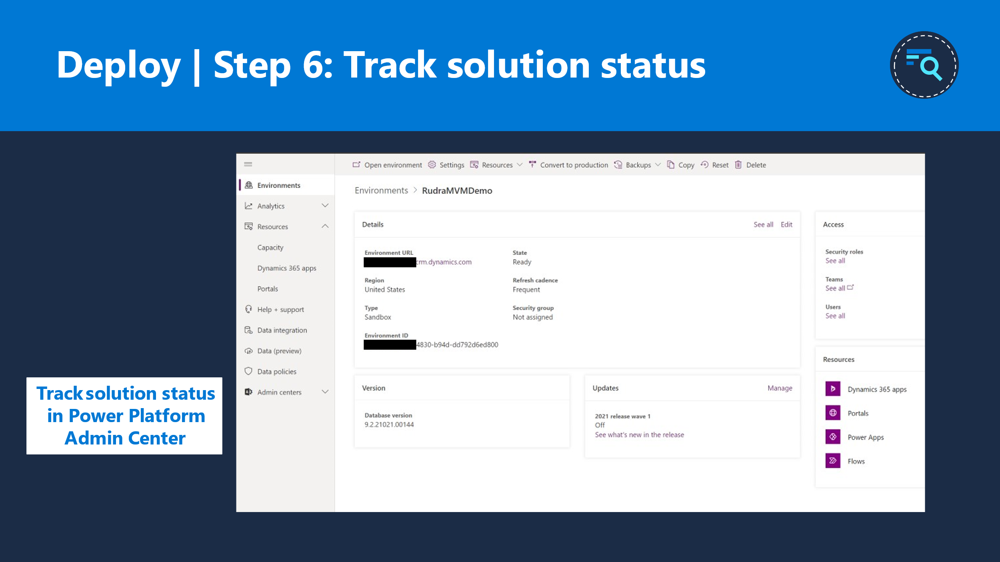 Deploy | Step 6: Track solution status
Open environment Settings Resources Convert to production Backups Copy Reset Delete
Environments
Analytics
Resources
Capacity
Dynamics 365 apps
Portals
Help + support
Data integration
Data (preview)
Data policies
Admin centers
Environments > RudraMVMDemo
Details See all Edit
Environment URL
crm.dynamics.com
State
Ready
Region
United States
Refresh cadence
Frequent
Type
Sandbox
Security group
Not assigned
Environment ID
4830-b94d-dd792d6ed800
Version
Database version
9.2.21021.00144
Updates Manage
2021 release wave 1
Off
See what's new in the release
Access
Security roles
See all
Teams
See all
Users
See all
Resources
Dynamics 365 apps
Portals
Power Apps
Flows
Track solution status
in Power Platform
Admin Center